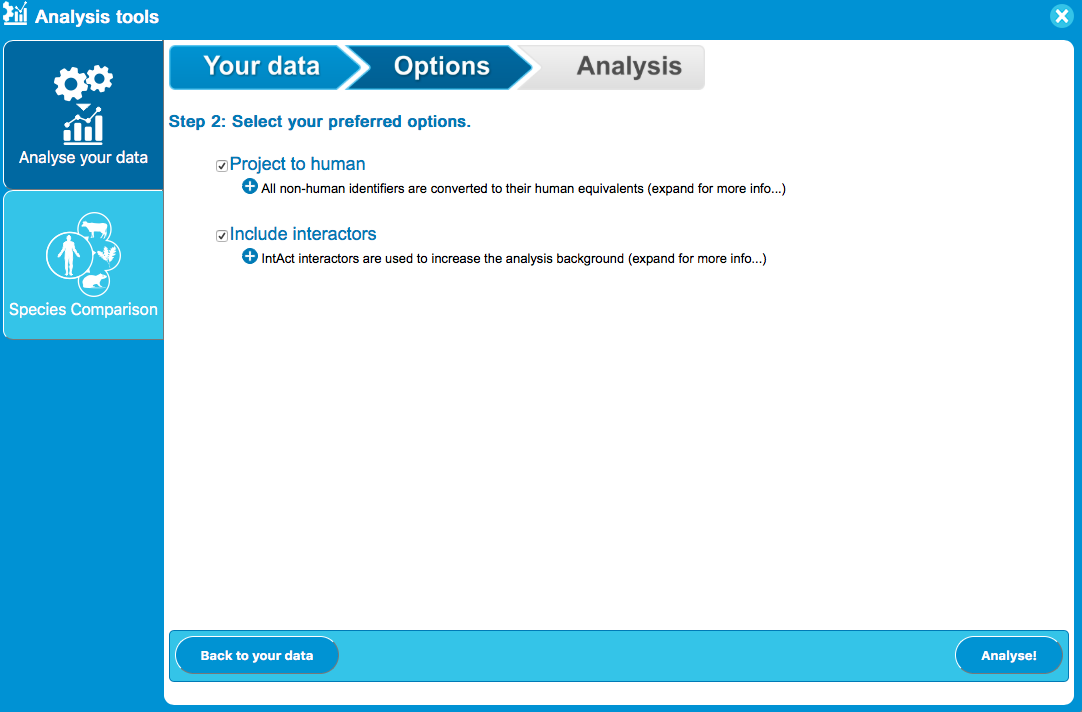 Analysis tools
Analyse your data
Species Comparison
Your data
Options
Analysis
Step 2: Select your preferred options.
Project to human
All non-human identifiers are converted to their human equivalents (expand for more info...)
Include interactors
IntAct interactors are used to increase the analysis background (expand for more info...)
Back to your data
Analyse!